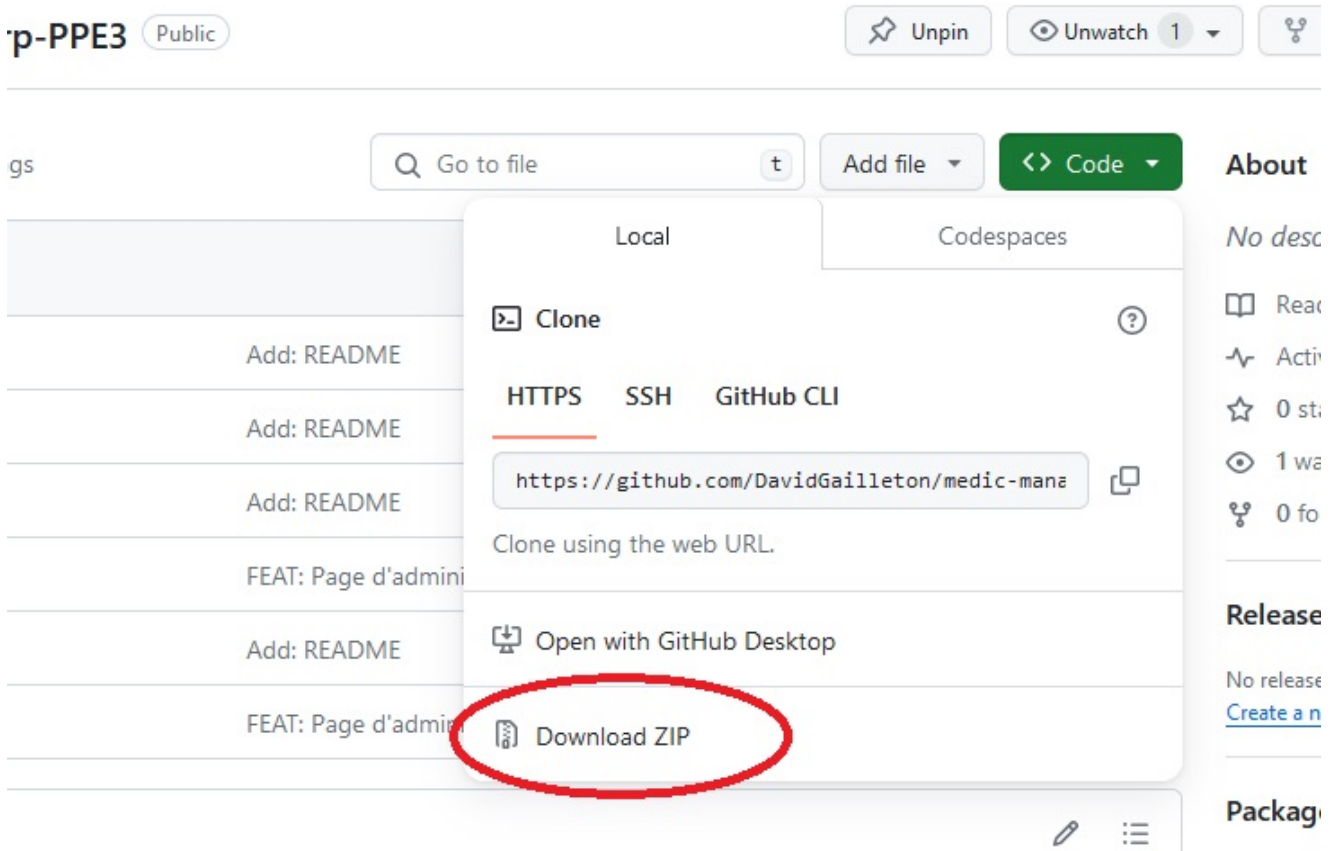 rp-PPE3 Public Unpin Unwatch 1
gs Go to file t Add file Code About
Local Codespaces
No desc
Clone
Read
Add: README
Activ
HTTPS SSH GitHub CLI
0 sta
Add: README
https://github.com/DavidGailleton/medic-mana
1 wa
Add: README
0 fo
Clone using the web URL.
FEAT: Page d'admini
Release
Open with GitHub Desktop
Add: README
No release
Create a n
FEAT: Page d'admin
Download ZIP
Package